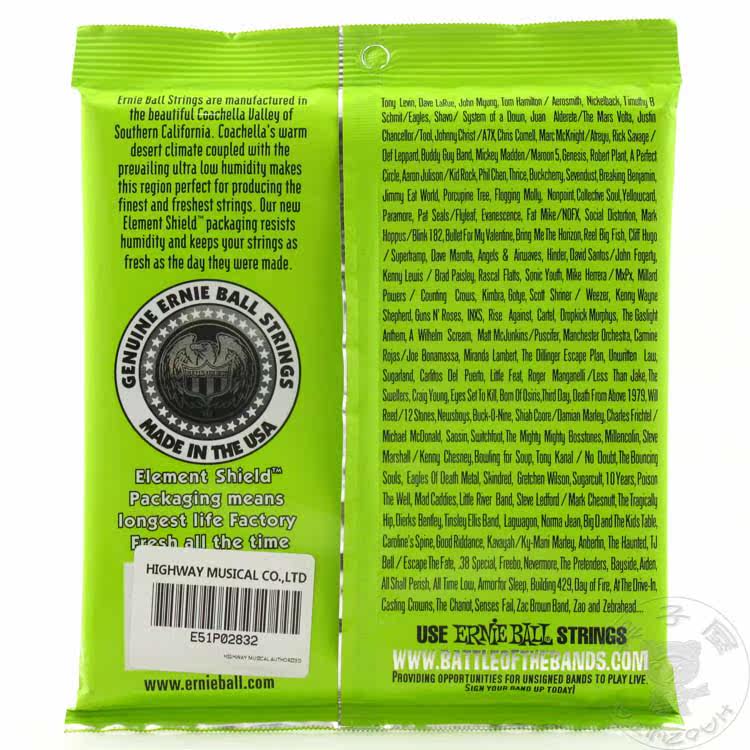 Ernie Ball Strings are manufactured in
the beautiful Coachella Valley of
Southern California. Coachella's warm
desert climate coupled with the
prevailing ultra low humidity makes
this region perfect for producing the
finest and freshest strings. Our new
Element Shield™ packaging resists
humidity and keeps your strings as
fresh as the day they were made.
GENUINE ERNIE BALL STRINGS
MADE IN THE USA
Element Shield™
Packaging means
longest life Factory
Fresh all the time
HIGHWAY MUSICAL CO.,LTD
E51P02832
HIGHWAY MUSICAL AUTHORIZED
www.ernieball.com
Tony Levin, Dave LaRue, John Myung, Tom Hamilton / Aerosmith, Nickelback, Timothy B
Schmit/Eagles, Shavo/ System of a Down, Juan Alderete/The Mars Volta, Justin
Chancellor/Tool, Johnny Christ /A7X, Chris Cornell, Marc McKnight/Atreyu, Rick Savage /
Def Leppard, Buddy Guy Band, Mickey Madden/Maroon 5, Genesis, Robert Plant, A Perfect
Circle, Aaron Julison/Kid Rock, Phil Chen, Thrice, Buckcherry, Sevendust, Breaking Benjamin,
Jimmy Eat World, Porcupine Tree, Flogging Molly, Nonpoint, Collective Soul, Yellowcard,
Paramore, Pat Seals/Flyleaf, Evanescence, Fat Mike/NOFX, Social Distortion, Mark
Hoppus/Blink 182, Bullet For My Valentine, Bring Me The Horizon, Reel Big Fish, Cliff Hugo
/ Supertramp, Dave Marotta, Angels & Airwaves, Hinder, David Santos/John Fogerty,
Kenny Lewis / Brad Paisley, Rascal Flatts, Sonic Youth, Mike Herrera /MxPx, Millard
Powers / Counting Crows, Kimbra, Gotye, Scott Shriner / Weezer, Kenny Wayne
Shepherd, Guns N' Roses, INXS, Rise Against, Cartel, Dropkick Murphys, The Gaslight
Anthem, A Wilhelm Scream, Matt McJunkins/Puscifer, Manchester Orchestra, Carmine
Rojas/Joe Bonamassa, Miranda Lambert, The Dillinger Escape Plan, Unwritten Law,
Sugarland, Carlitos Del Puerto, Little Feat, Roger Manganelli /Less Than Jake, The
Swellers, Craig Young, Eyes Set To Kill, Born Of Osiris, Third Day, Death From Above 1979, Will
Reed/12 Stones, Newsboys, Buck-O-Nine, Shiah Coore/Damian Marley, Charles Frichtel /
Michael McDonald, Saosin, Switchfoot, The Mighty Mighty Bosstones, Millencolin, Steve
Marshall / Kenny Chesney, Bowling for Soup, Tony Kanal / No Doubt, The Bouncing
Souls, Eagles Of Death Metal, Skindred, Gretchen Wilson, Sugarcult, 10 Years, Poison
The Well, Mad Caddies, Little River Band, Steve Ledford / Mark Chesnutt, The Tragically
Hip, Dierks Bentley, Tinsley Ellis Band, Lagwagon, Norma Jean, Big D and The Kids Table,
Caroline's Spine, Good Riddance, Kavayah/Ky-Mani Marley, Anberlin, The Haunted, TJ
Bell / Escape The Fate, .38 Special, Freebo, Nevermore, The Pretenders, Bayside, Aiden,
All Shall Perish, All Time Low, Armor for Sleep, Building 429, Day of Fire, At The Drive-In,
Casting Crowns, The Chariot, Senses Fail, Zac Brown Band, Zao and Zebrahead...
USE ERNIE BALL STRINGS
WWW.BATTLEOFTHEBANDS.COM
PROVIDING OPPORTUNITIES FOR UNSIGNED BANDS TO PLAY LIVE.
SIGN YOUR BAND UP TODAY!